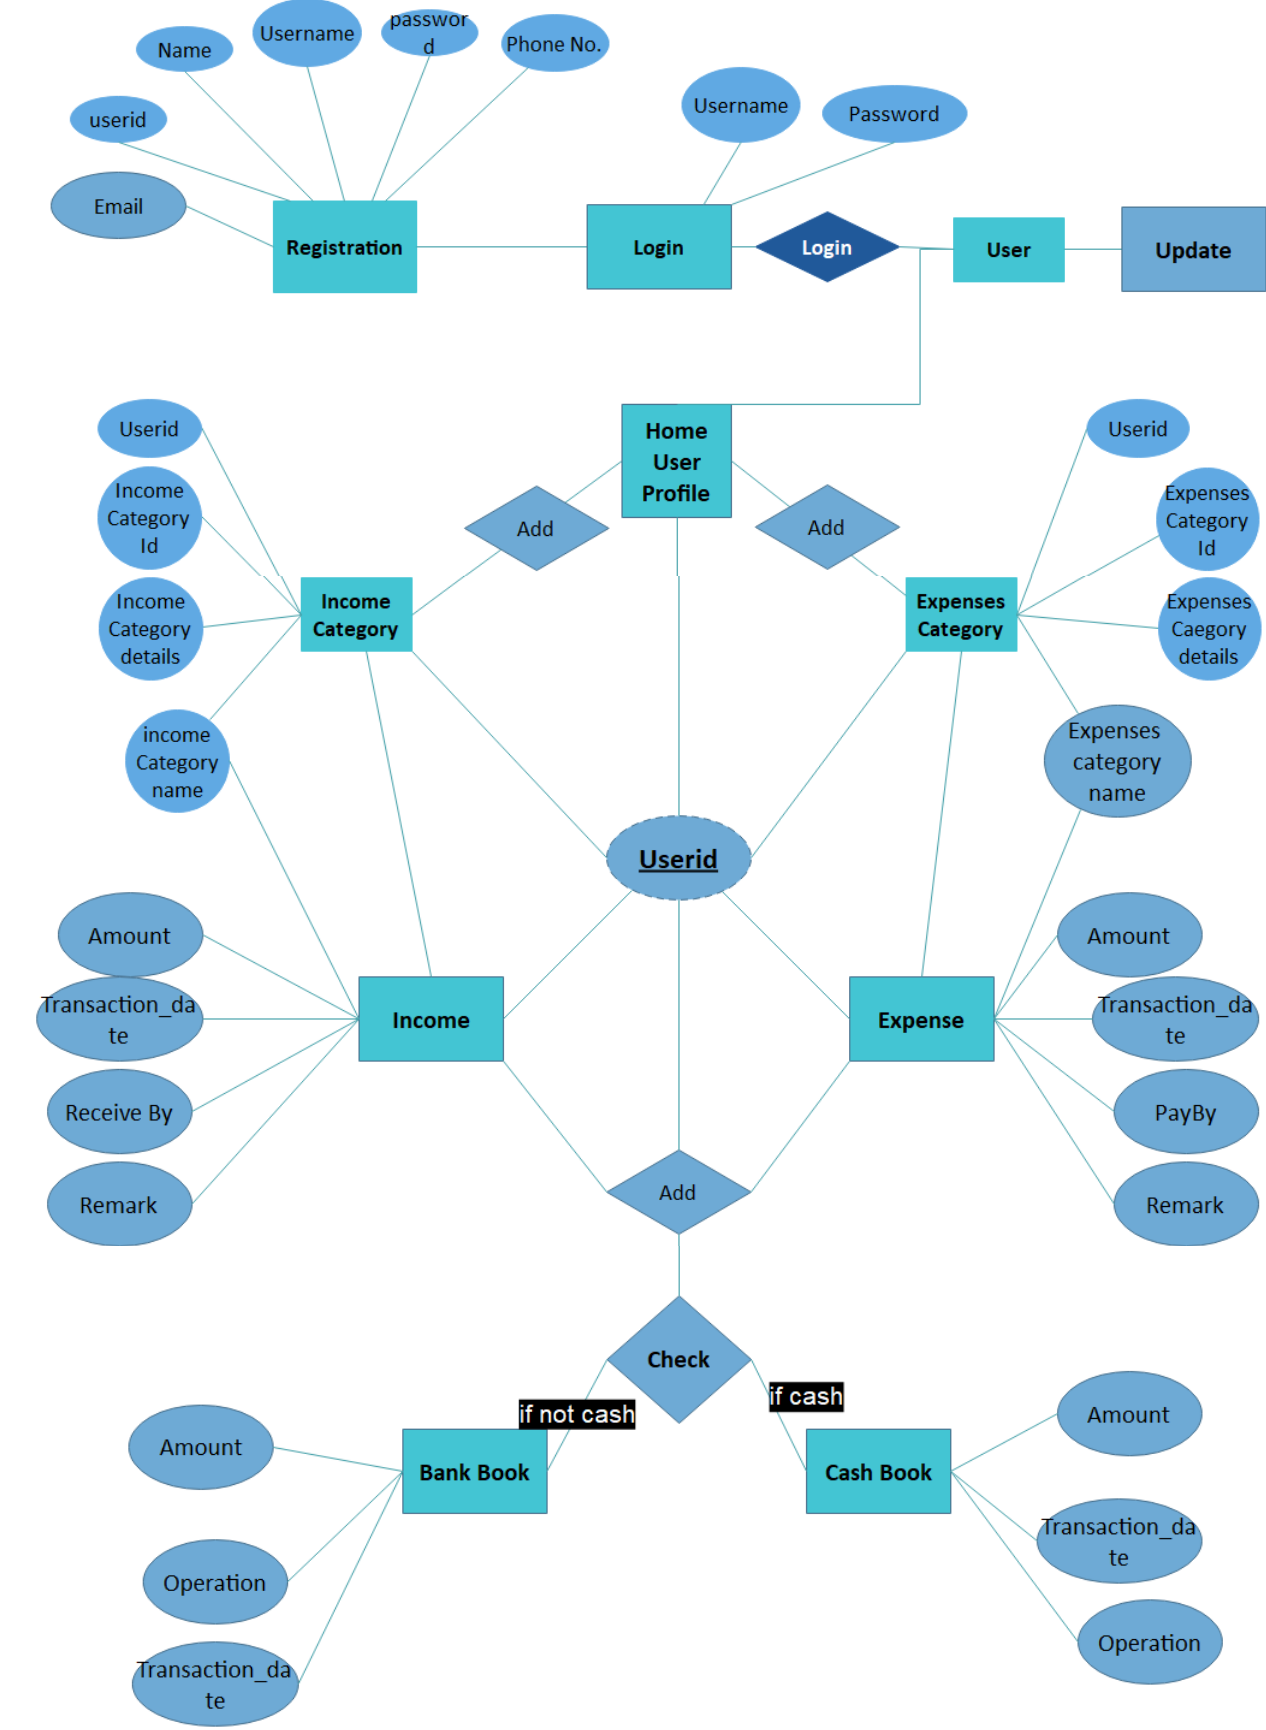 Name
Username
passwor
d
Phone No.
userid
Username
Password
Email
Registration
Login
Login
User
Update
Userid
Home
User
Profile
Userid
Income
Category
Id
Add
Add
Expenses
Category
Id
Income
Category
details
Income
Category
Expenses
Category
Expenses
Caegory
details
income
Category
name
Expenses
category
name
Userid
Amount
Amount
Transaction_da
te
Income
Expense
Transaction_da
te
Receive By
PayBy
Remark
Add
Remark
Check
if not cash
if cash
Amount
Amount
Bank Book
Cash Book
Operation
Transaction_da
te
Transaction_da
te
Operation